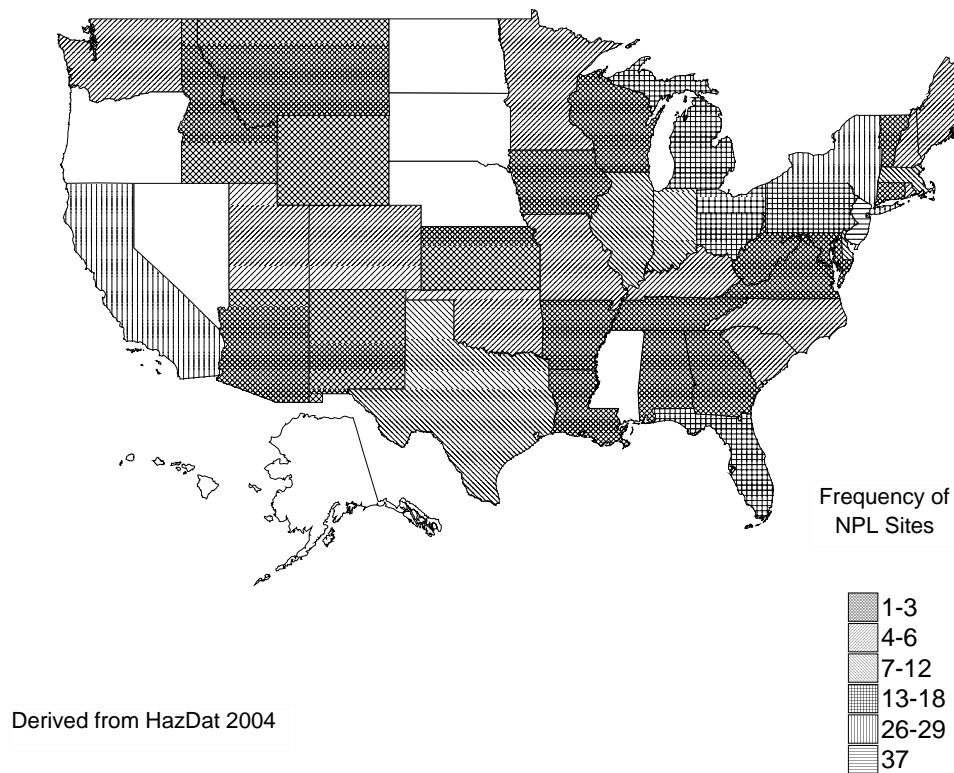 Frequency of
NPL Sites
1-3
4-6
7-12
13-18
26-29
37
Derived from HazDat 2004